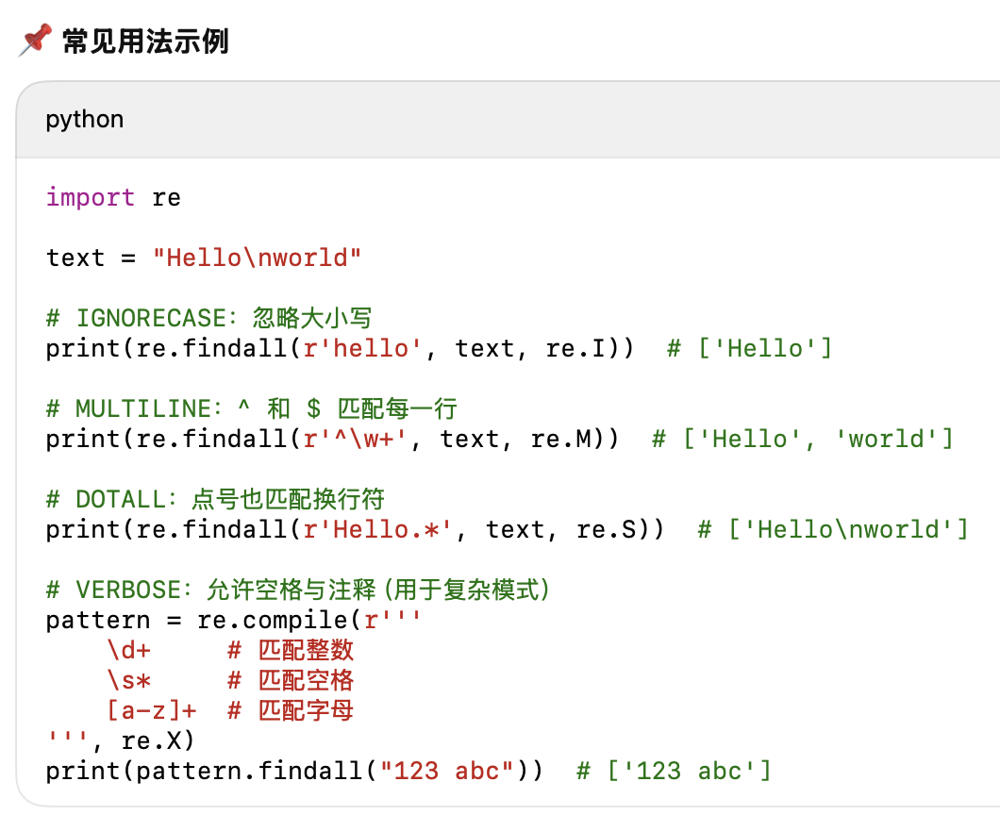 📌 常见用法示例
python
import re
text = "Hello\nworld"
# IGNORECASE: 忽略大小写
print(re.findall(r'hello', text, re.I))  # ['Hello']
# MULTILINE: ^ 和 $ 匹配每一行
print(re.findall(r'^\w+', text, re.M))  # ['Hello', 'world']
# DOTALL: 点号也匹配换行符
print(re.findall(r'Hello.*', text, re.S))  # ['Hello\nworld']
# VERBOSE: 允许空格与注释（用于复杂模式）
pattern = re.compile(r'''
    \d+     # 匹配整数
    \s*     # 匹配空格
    [a-z]+  # 匹配字母
''', re.X)
print(pattern.findall("123 abc"))  # ['123 abc']